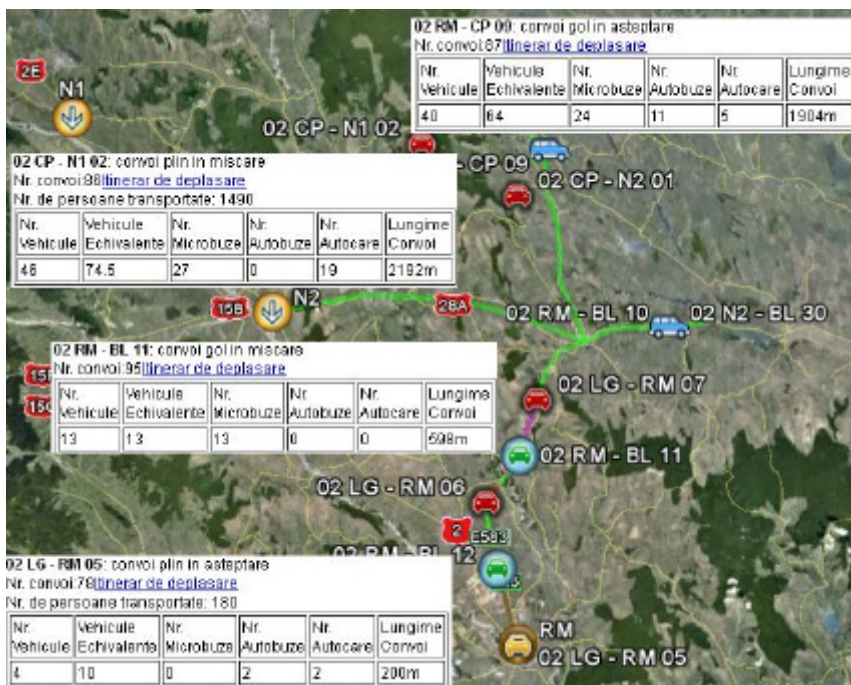 02 RM - CP 09: convoi gol in asteptare
Nr. convoi:87Itinerar de deplasare
Nr. Vehicule Vehicule Echivalente Nr. Microbuze Nr. Autobuze Nr. Autocare Lungime Convoi
40 64 24 11 5 1904m
2E
N1
02 CP - N1 02
- CP 09
02 CP - N2 01
02 CP - N1 02: convoi plin in miscare
Nr. convoi:86Itinerar de deplasare
Nr. de persoane transportate: 1490
Nr. Vehicule Vehicule Echivalente Nr. Microbuze Nr. Autobuze Nr. Autocare Lungime Convoi
46 74.5 27 0 19 2192m
15B
N2
28A
02 RM - BL 10
02 N2 - BL 30
02 RM - BL 11: convoi gol in miscare
Nr. convoi:95Itinerar de deplasare
Nr. Vehicule Vehicule Echivalente Nr. Microbuze Nr. Autobuze Nr. Autocare Lungime Convoi
13 13 13 0 0 598m
02 LG - RM 07
02 RM - BL 11
02 LG - RM 06
2
E583
02 RM - BL 12
02 LG - RM 05: convoi plin in asteptare
Nr. convoi:78Itinerar de deplasare
Nr. de persoane transportate: 180
Nr. Vehicule Vehicule Echivalente Nr. Microbuze Nr. Autobuze Nr. Autocare Lungime Convoi
4 10 0 2 2 200m
RM
02 LG - RM 05